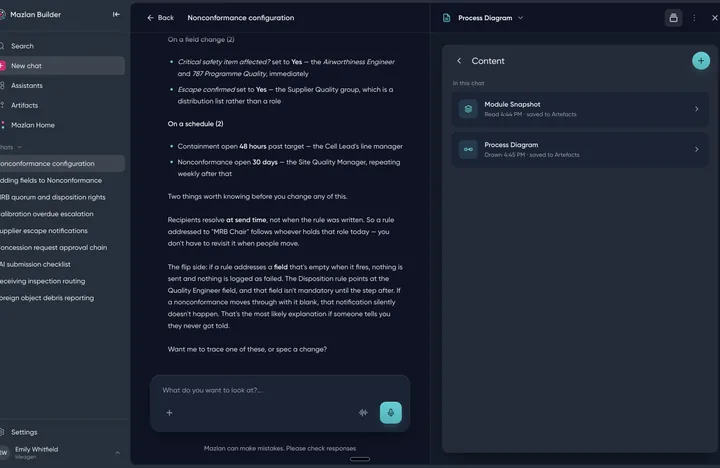 Mazlan Builder
Search
New chat
Assistants
Artifacts
Mazlan Home
Chats
onconformance configuration
dding fields to Nonconformance
MRB quorum and disposition rights
alibration overdue escalation
upplier escape notifications
oncession request approval chain
AI submission checklist
eceiving inspection routing
oreign object debris reporting
Settings
EW
Emily Whitfield
Wedgen
Back
Nonconformance configuration
On a field change (2)
• Critical safety item affected? set to Yes – the Airworthiness Engineer
and 787 Programme Quality, immediately
• Escape confirmed set to Yes – the Supplier Quality group, which is a
distribution list rather than a role
On a schedule (2)
• Containment open 48 hours past target – the Cell Lead's line manager
• Nonconformance open 30 days – the Site Quality Manager, repeating
weekly after that
Two things worth knowing before you change any of this.
Recipients resolve at send time, not when the rule was written. So a rule
addressed to "MRB Chair" follows whoever holds that role today – you
don't have to revisit it when people move.
The flip side: if a rule addresses a field that's empty when it fires, nothing is
sent and nothing is logged as failed. The Disposition rule points at the
Quality Engineer field, and that field isn't mandatory until the step after. If
a nonconformance moves through with it blank, that notification silently
doesn't happen. That's the most likely explanation if someone tells you
they never got told.
Want me to trace one of these, or spec a change?
What do you want to look at?...
Mazlan can make mistakes. Please check responses
Process Diagram
Content
In this chat
Module Snapshot
Read 4:44 PM · saved to Artefacts
Process Diagram
Drawn 4:45 PM · saved to Artefacts